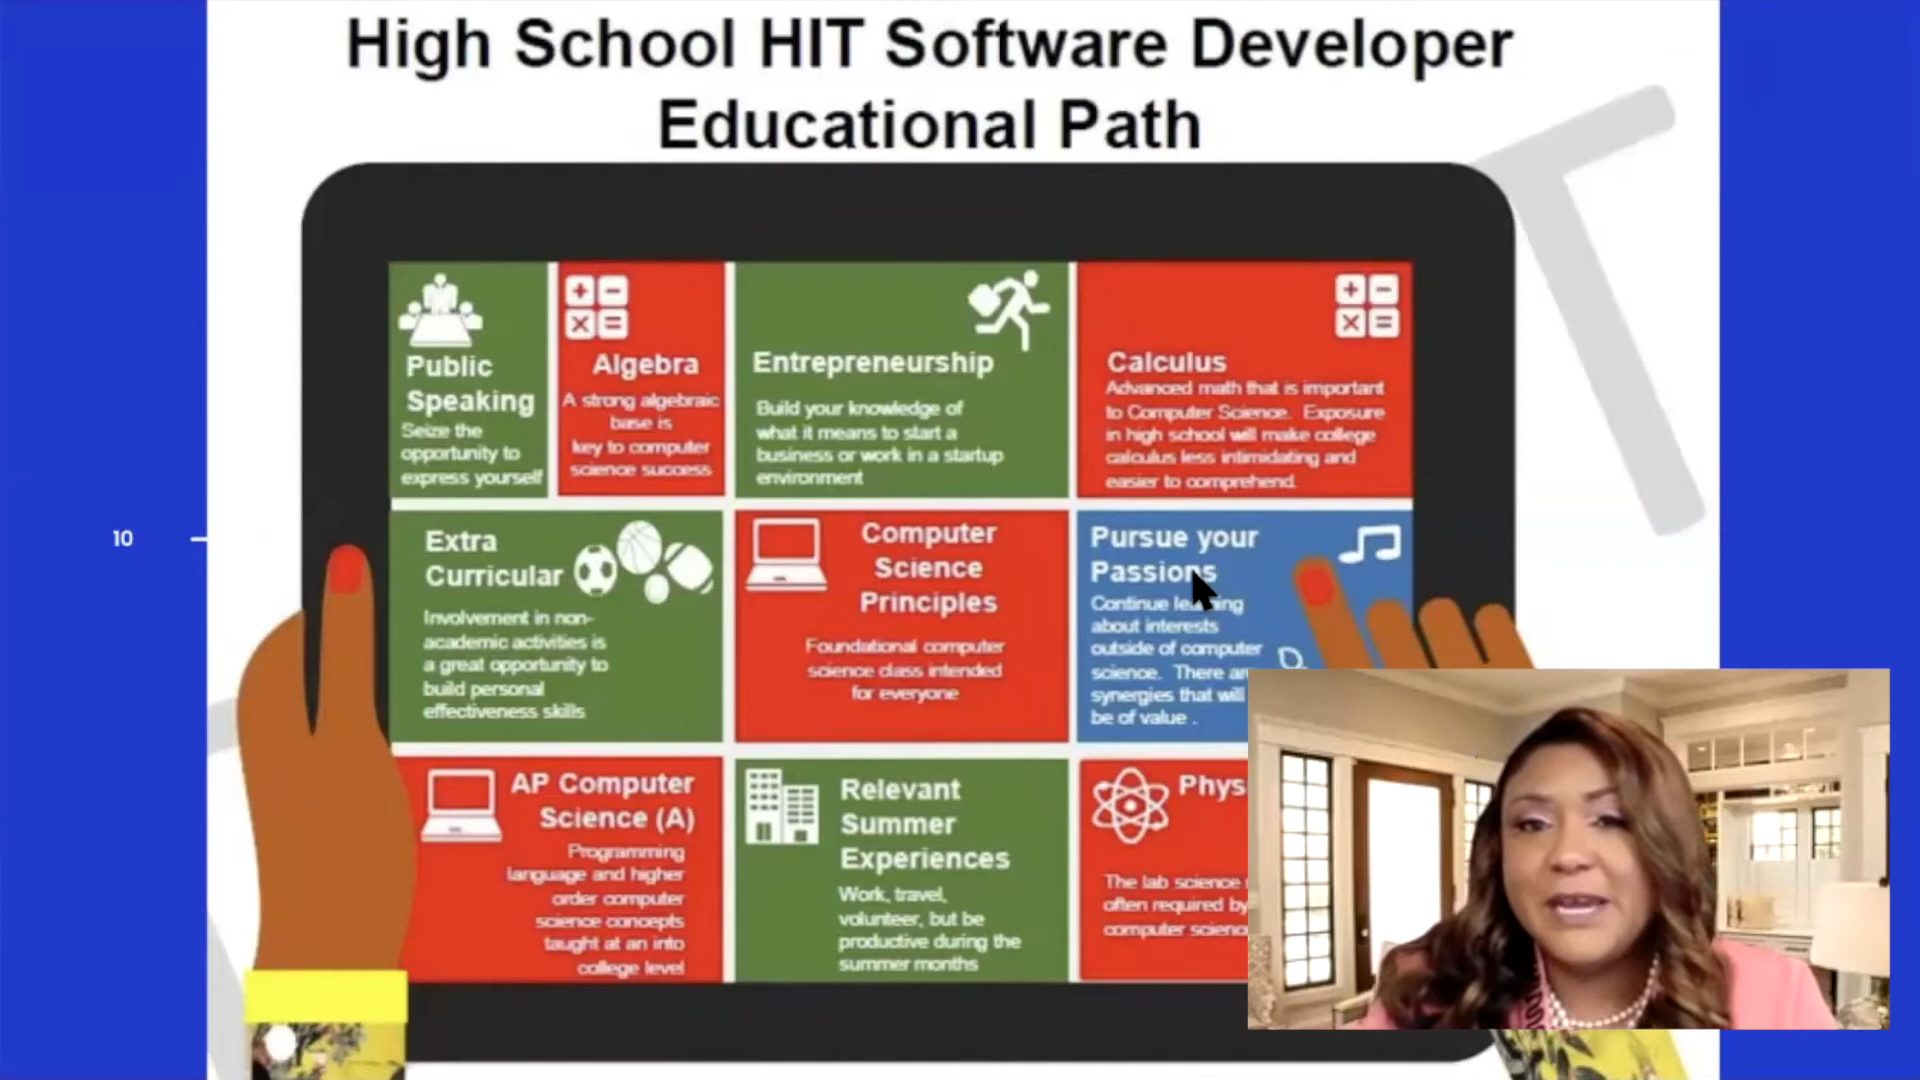 High School HIT Software Developer
Educational Path
Public
Speaking
Seize the
opportunity to
express yourself
Algebra
A strong algebraic
base is
key to computer
science success
Entrepreneurship
Build your knowledge of
what it means to start a
business or work in a startup
environment
Calculus
Advanced math that is important
to Computer Science. Exposure
in high school will make college
calculus less intimidating and
easier to comprehend.
10
Extra
Curricular
Involvement in non-
academic activities is
a great opportunity to
build personal
effectiveness skills
Computer
Science
Principles
Foundational computer
science class intended
for everyone
Pursue your
Passions
Continue learning
about interests
outside of computer
science. There
synergies that will
be of value .
AP Computer
Science (A)
Programming
language and higher
order computer
science concepts
taught at an into
college level
Relevant
Summer
Experiences
Work, travel,
volunteer, but be
productive during the
summer months
Phys
The lab science
often required by
computer scienc